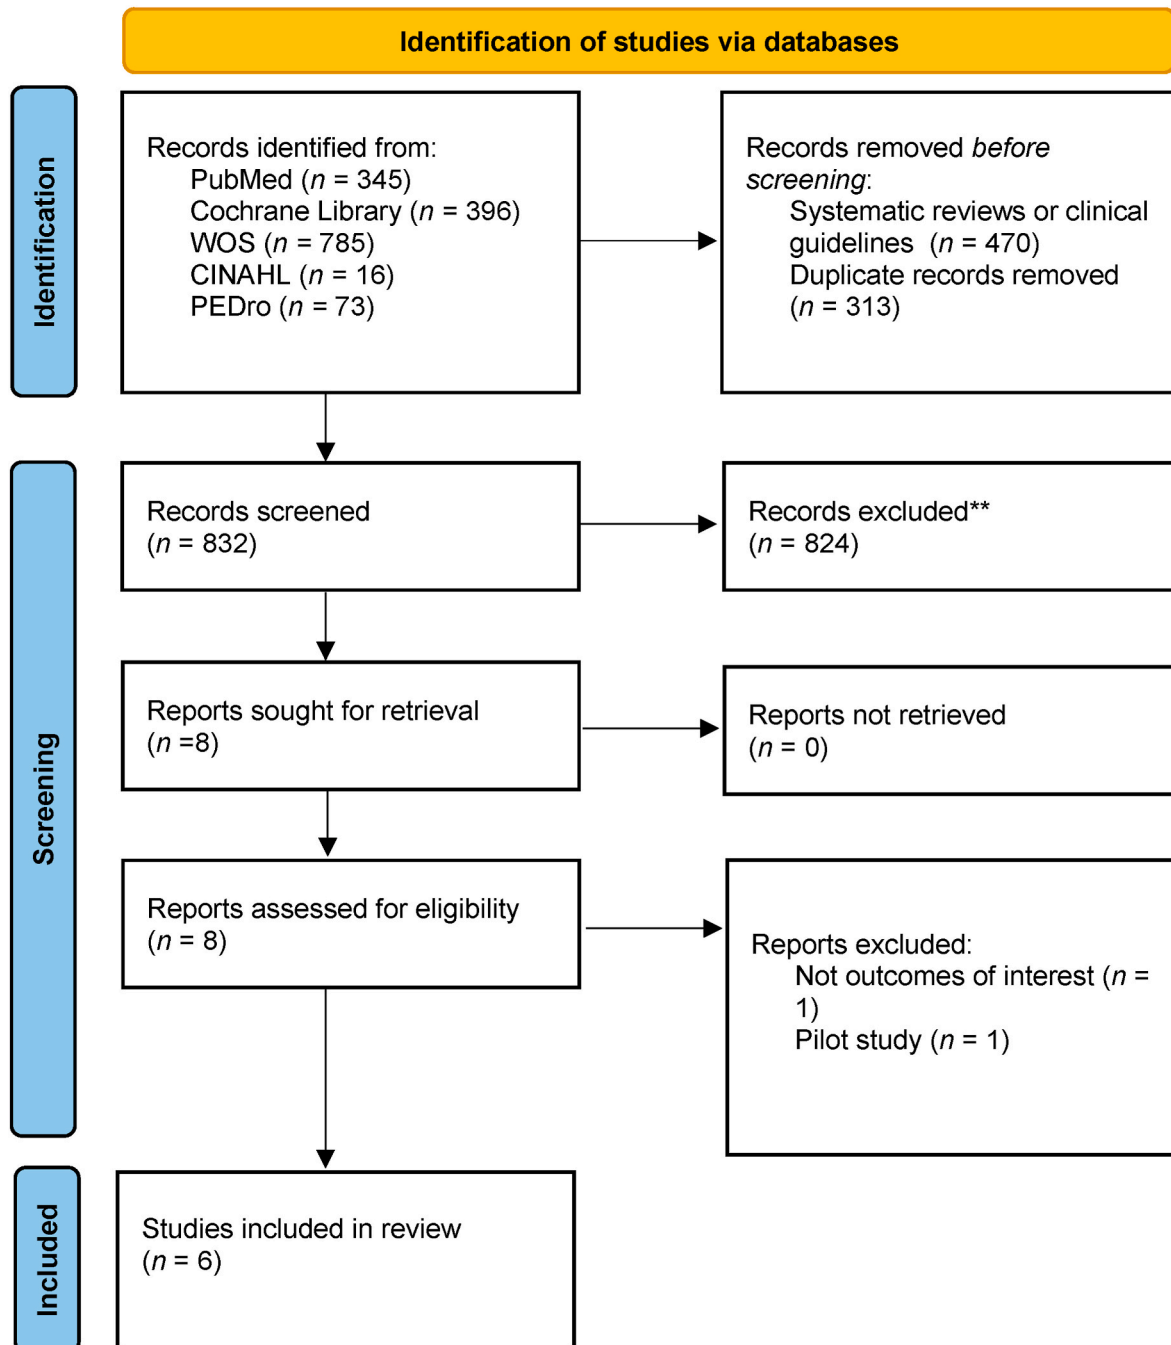 Identification of studies via databases
Identification
Records identified from:
PubMed (n = 345)
Cochrane Library (n = 396)
WOS (n = 785)
CINAHL (n = 16)
PEDro (n = 73)
Records removed before
screening:
Systematic reviews or clinical
guidelines  (n = 470)
Duplicate records removed
(n = 313)
Screening
Records screened
(n = 832)
Records excluded**
(n = 824)
Reports sought for retrieval
(n =8)
Reports not retrieved
(n = 0)
Reports assessed for eligibility
(n = 8)
Reports excluded:
Not outcomes of interest (n =
1)
Pilot study (n = 1)
Included
Studies included in review
(n = 6)